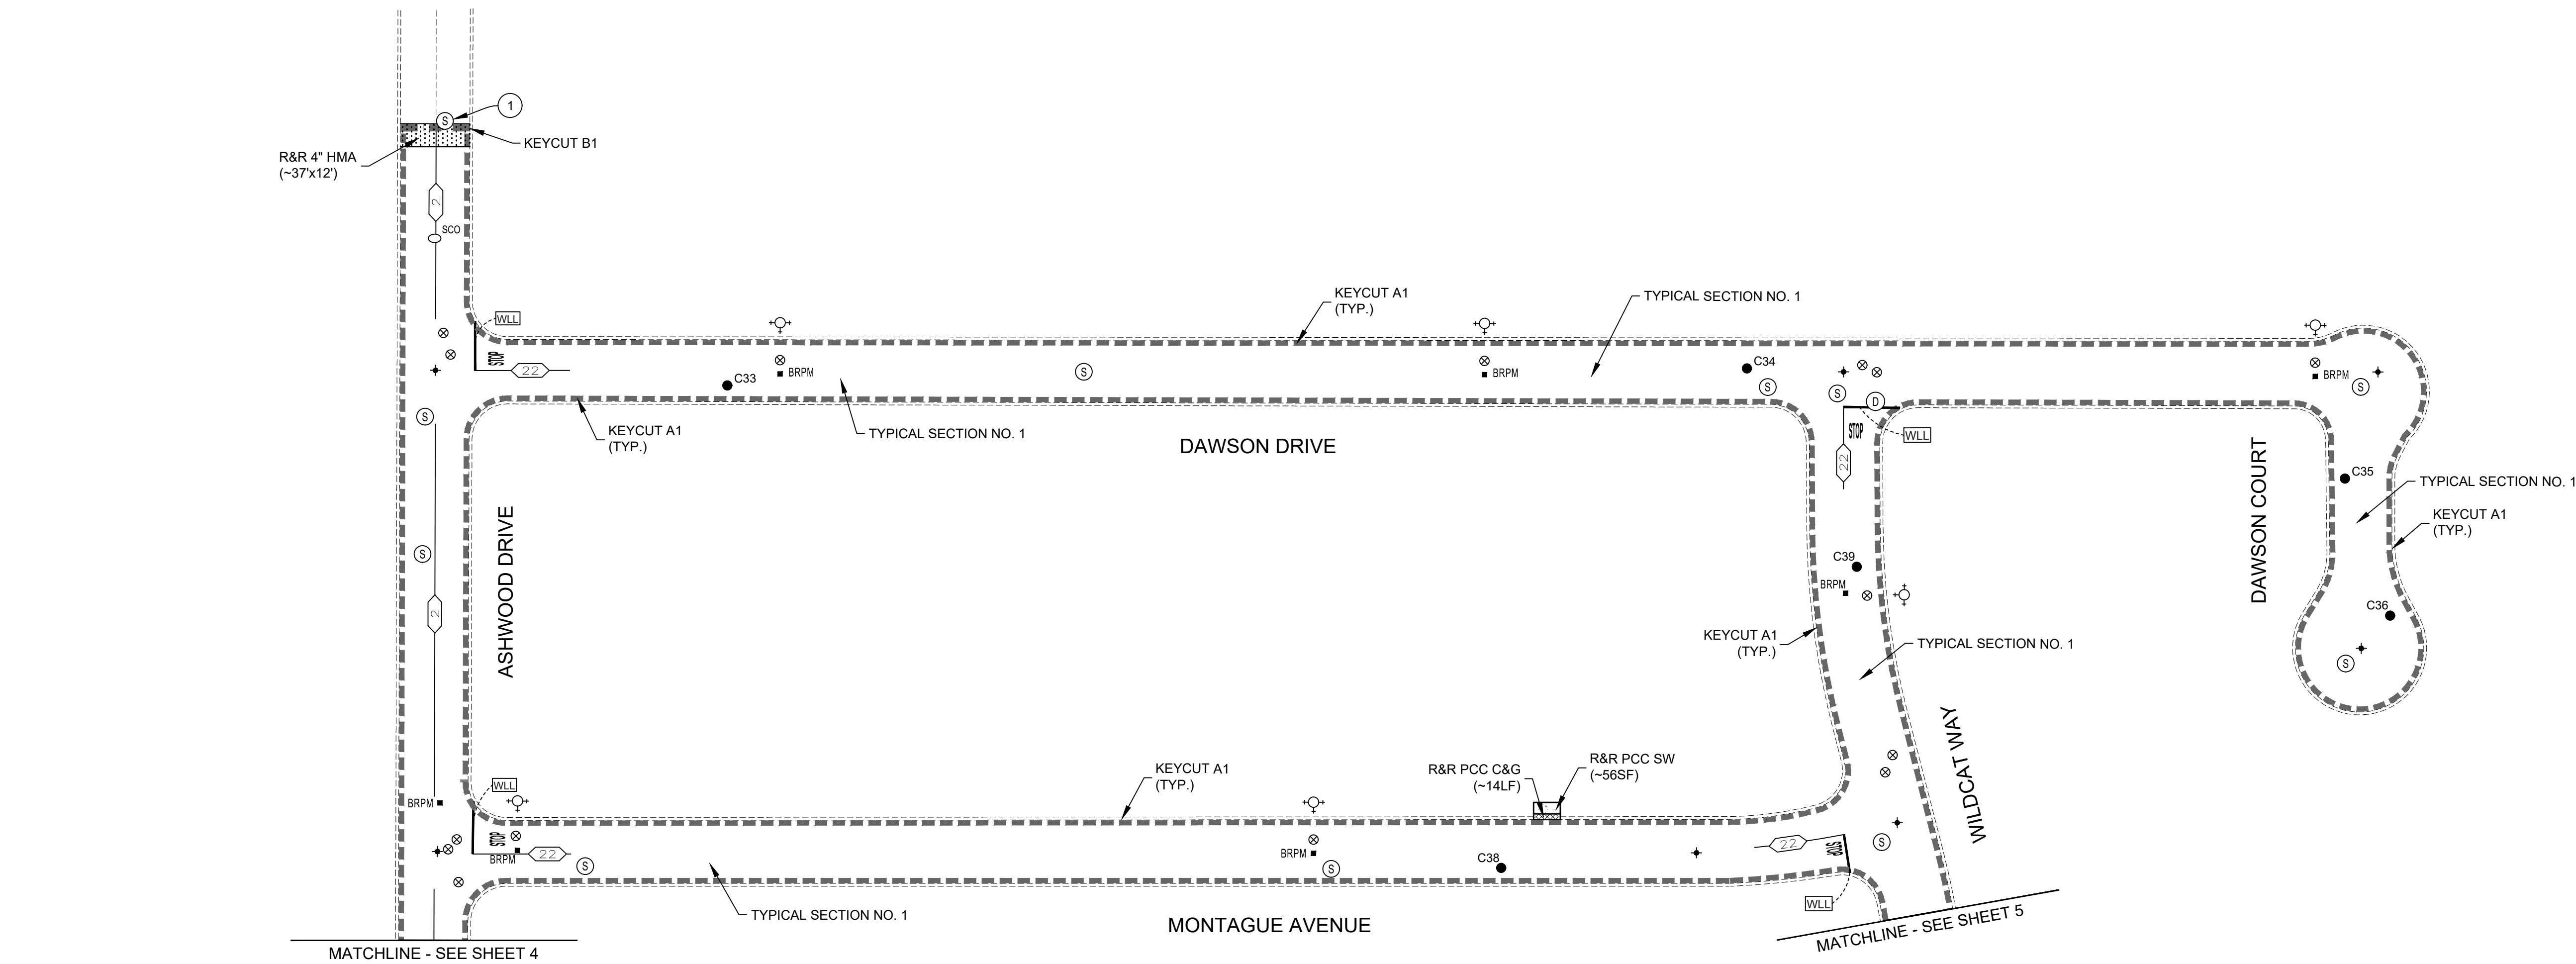 1
S
KEYCUT B1
R&R 4" HMA
(~37'x12')
2
SCO
WLL
STOP
22
KEYCUT A1
(TYP.)
TYPICAL SECTION NO. 1
C33
BRPM
S
BRPM
C34
S
S
D
BRPM
S
S
KEYCUT A1
(TYP.)
TYPICAL SECTION NO. 1
DAWSON DRIVE
STOP
WLL
22
DAWSON COURT
C35
TYPICAL SECTION NO. 1
KEYCUT A1
(TYP.)
S
ASHWOOD DRIVE
2
C39
BRPM
C36
S
KEYCUT A1
(TYP.)
TYPICAL SECTION NO. 1
WILDCAT WAY
KEYCUT A1
(TYP.)
R&R PCC C&G
(~14LF)
R&R PCC SW
(~56SF)
WLL
BRPM
STOP
BRPM
22
S
BRPM
S
C38
22
STOP
S
WLL
TYPICAL SECTION NO. 1
MONTAGUE AVENUE
MATCHLINE - SEE SHEET 4
MATCHLINE - SEE SHEET 5